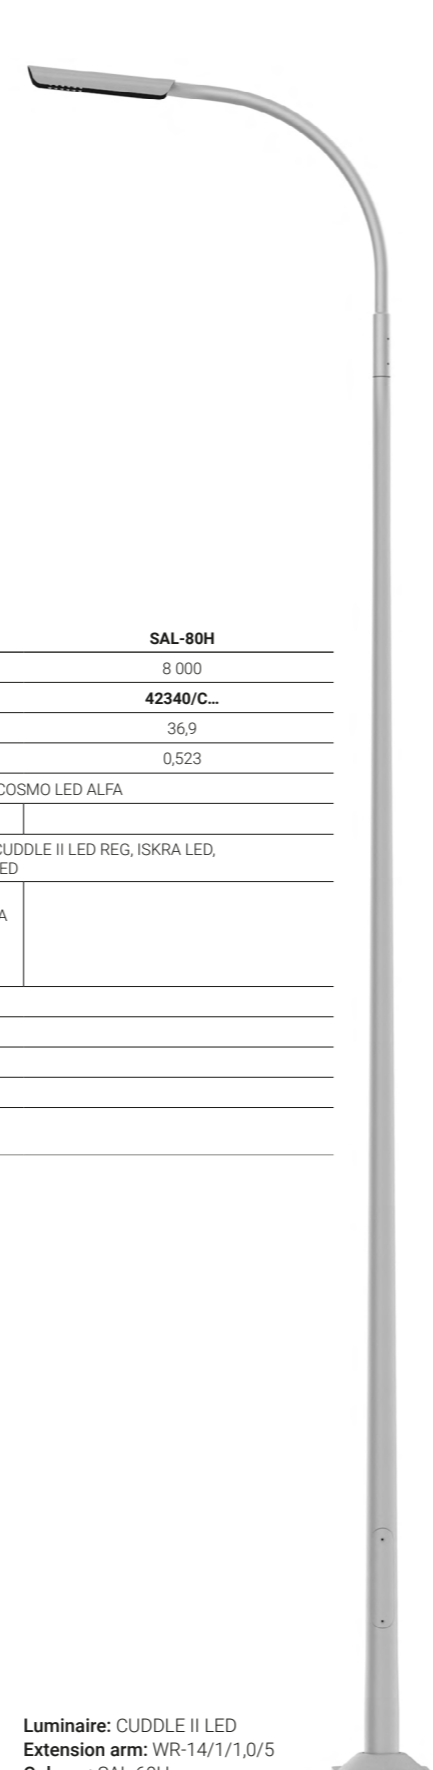 SAL-80H
8 000
42340/C...
36,9
0,523
COSMO LED ALFA
CUDDLE II LED REG, ISKRA LED,
ED
A
Luminaire: CUDDLE II LED
Extension arm: WR-14/1/1,0/5